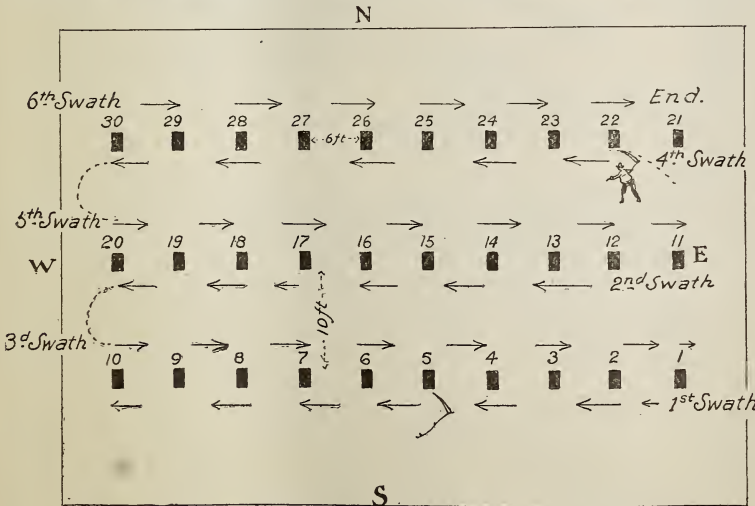 N
6th Swath End.
30 29 28 27 26 25 24 23 22 21
6ft
4th Swath
5th Swath
20 19 18 17 16 15 14 13 12 11
W E
2nd Swath
10ft
3d Swath
10 9 8 7 6 5 4 3 2 1
1st Swath
S